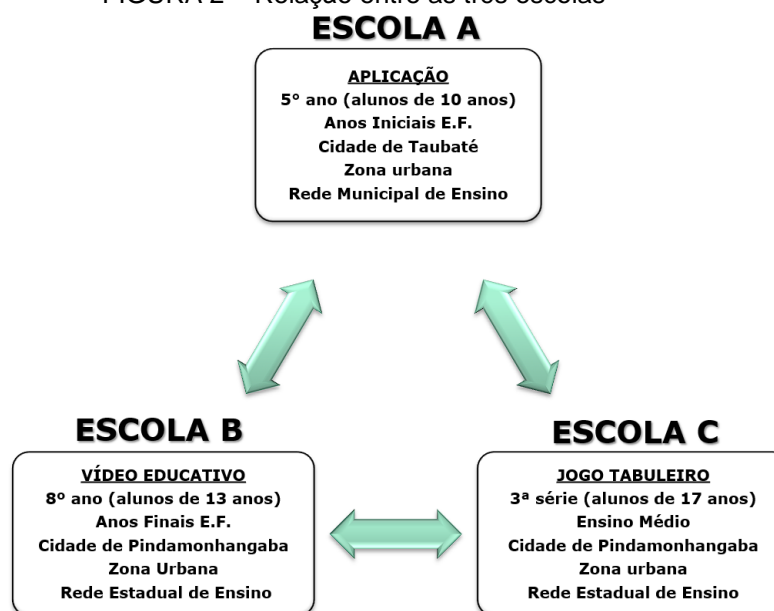 FIGURA 2 – Relação entre as três escolas
ESCOLA A
APLICAÇÃO
5° ano (alunos de 10 anos)
Anos Iniciais E.F.
Cidade de Taubaté
Zona urbana
Rede Municipal de Ensino
ESCOLA B
VÍDEO EDUCATIVO
8º ano (alunos de 13 anos)
Anos Finais E.F.
Cidade de Pindamonhangaba
Zona Urbana
Rede Estadual de Ensino
ESCOLA C
JOGO TABULEIRO
3ª série (alunos de 17 anos)
Ensino Médio
Cidade de Pindamonhangaba
Zona urbana
Rede Estadual de Ensino